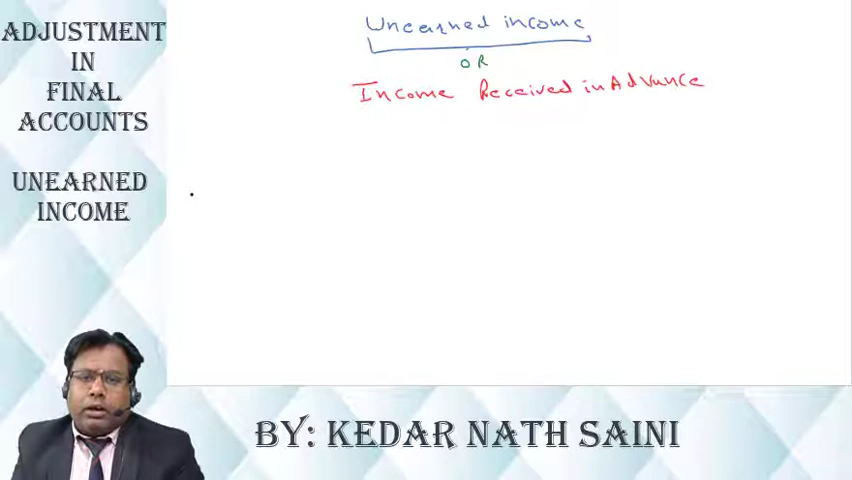 ADJUSTMENT
IN
FINAL
ACCOUNTS
UNEARNED
INCOME
Unearned income
OR
Income Received in Advance
BY: KEDAR NATH SAINI